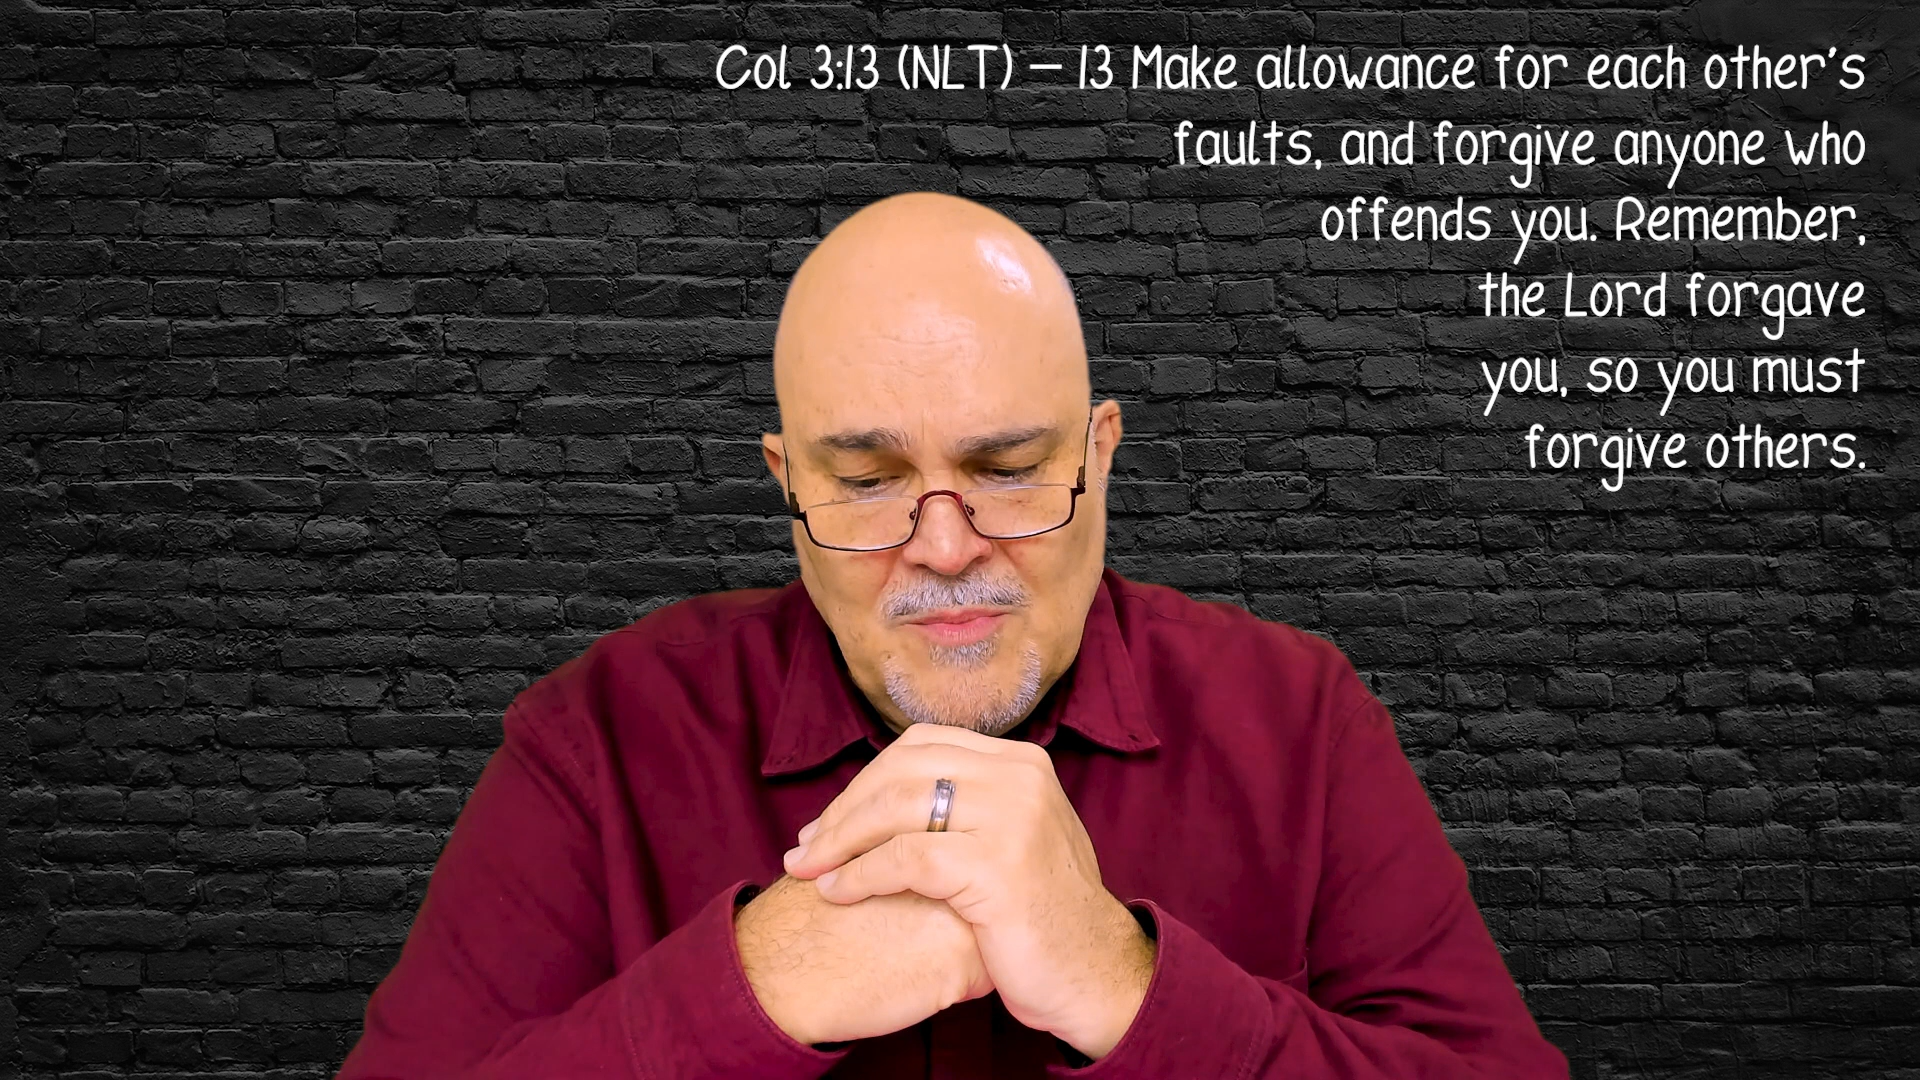 Col 3:13 (NLT) – 13 Make allowance for each other's
faults, and forgive anyone who
offends you. Remember,
the Lord forgave
you, so you must
forgive others.